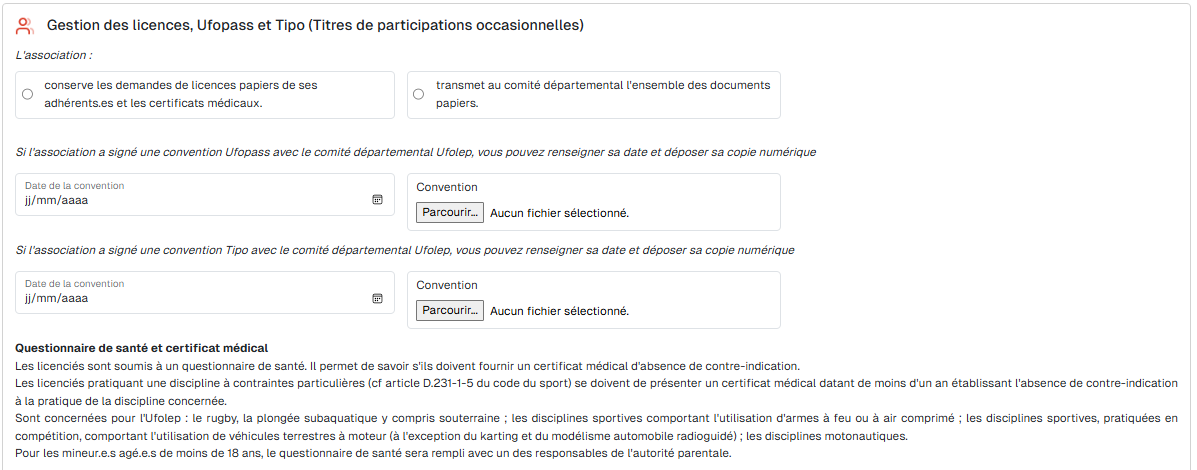 Gestion des licences, Ufopass et Tipo (Titres de participations occasionnelles)
L'association :
conserve les demandes de licences papiers de ses
adhérents.es et les certificats médicaux.
transmet au comité départemental l'ensemble des documents
papiers.
Si l'association a signé une convention Ufopass avec le comité départemental Ufolep, vous pouvez renseigner sa date et déposer sa copie numérique
Date de la convention
jj/mm/aaaa
Convention
Parcourir... Aucun fichier sélectionné.
Si l'association a signé une convention Tipo avec le comité départemental Ufolep, vous pouvez renseigner sa date et déposer sa copie numérique
Date de la convention
jj/mm/aaaa
Convention
Parcourir... Aucun fichier sélectionné.
Questionnaire de santé et certificat médical
Les licenciés sont soumis à un questionnaire de santé. Il permet de savoir s'ils doivent fournir un certificat médical d'absence de contre-indication.
Les licenciés pratiquant une discipline à contraintes particulières (cf article D.231-1-5 du code du sport) se doivent de présenter un certificat médical datant de moins d'un an établissant l'absence de contre-indication
à la pratique de la discipline concernée.
Sont concernées pour l'Ufolep : le rugby, la plongée subaquatique y compris souterraine ; les disciplines sportives comportant l'utilisation d'armes à feu ou à air comprimé ; les disciplines sportives, pratiquées en
compétition, comportant l'utilisation de véhicules terrestres à moteur (à l'exception du karting et du modélisme automobile radioguidé) ; les disciplines motonautiques.
Pour les mineur.e.s agé.e.s de moins de 18 ans, le questionnaire de santé sera rempli avec un des responsables de l'autorité parentale.